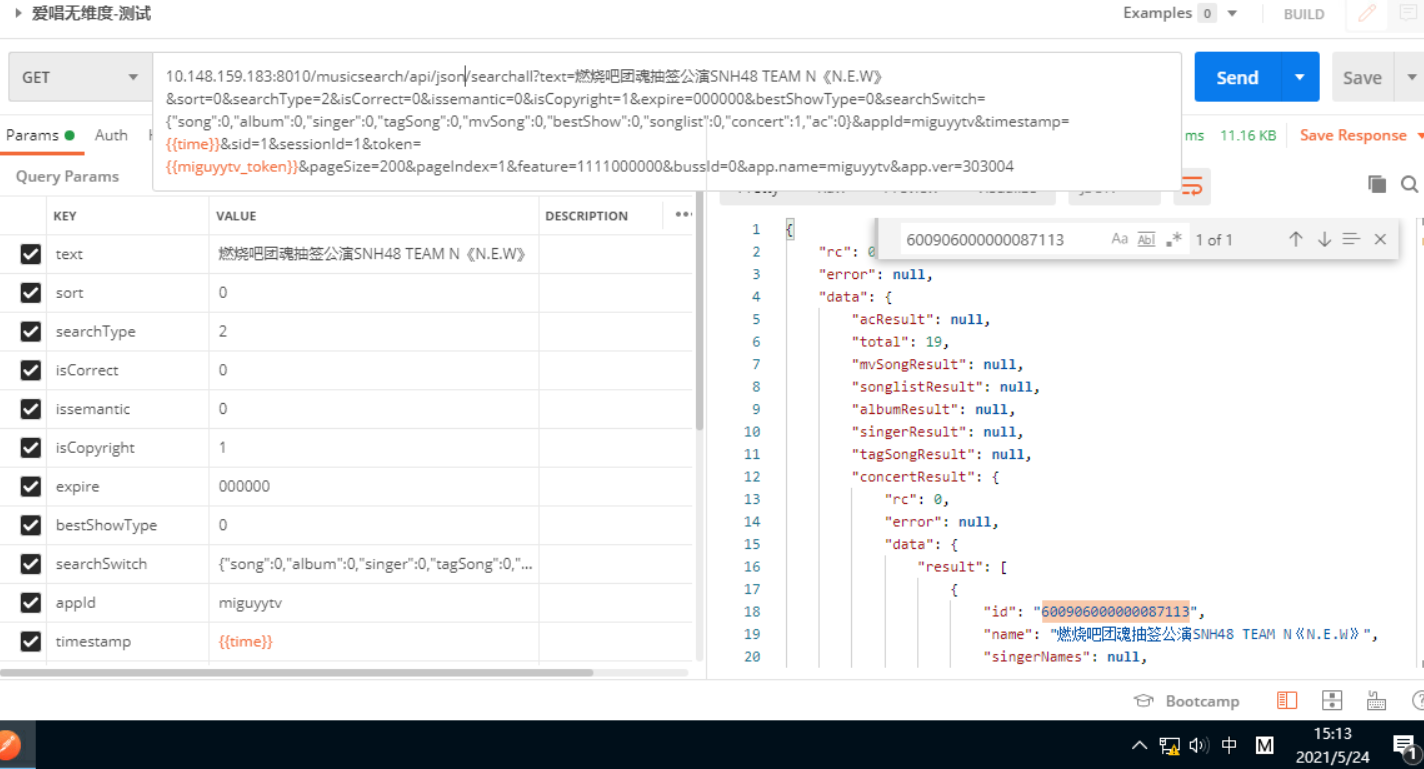 爱唱无维度-测试
Examples 0
BUILD
GET
10.148.159.183:8010/musicsearch/api/json/searchall?text=燃烧吧团魂抽签公演SNH48 TEAM N《N.E.W》
&sort=0&searchType=2&isCorrect=0&issemantic=0&isCopyright=1&expire=000000&bestShowType=0&searchSwitch=
{"song":0,"album":0,"singer":0,"tagSong":0,"mvSong":0,"bestShow":0,"songlist":0,"concert":1,"ac":0}&appId=miguyytv&timestamp=
{{time}}&sid=1&sessionId=1&token=
{{miguyytv_token}}&pageSize=200&pageIndex=1&feature=1111000000&bussId=0&app.name=miguyytv&app.ver=303004
Send
Save
Params
Auth
ms 11.16 KB Save Response
Query Params
KEY VALUE DESCRIPTION
text 燃烧吧团魂抽签公演SNH48 TEAM N《N.E.W》
sort 0
searchType 2
isCorrect 0
issemantic 0
isCopyright 1
expire 000000
bestShowType 0
searchSwitch {"song":0,"album":0,"singer":0,"tagSong":0,"...
appId miguyytv
timestamp {{time}}
600906000000087113 Aa Abl .* 1 of 1
1 {
2 "rc": 0
3 "error": null,
4 "data": {
5 "acResult": null,
6 "total": 19,
7 "mvSongResult": null,
8 "songlistResult": null,
9 "albumResult": null,
10 "singerResult": null,
11 "tagSongResult": null,
12 "concertResult": {
13 "rc": 0,
14 "error": null,
15 "data": {
16 "result": [
17 {
18 "id": "600906000000087113",
19 "name": "燃烧吧团魂抽签公演SNH48 TEAM N《N.E.W》",
20 "singerNames": null,
Bootcamp
中 M
15:13
2021/5/24
1